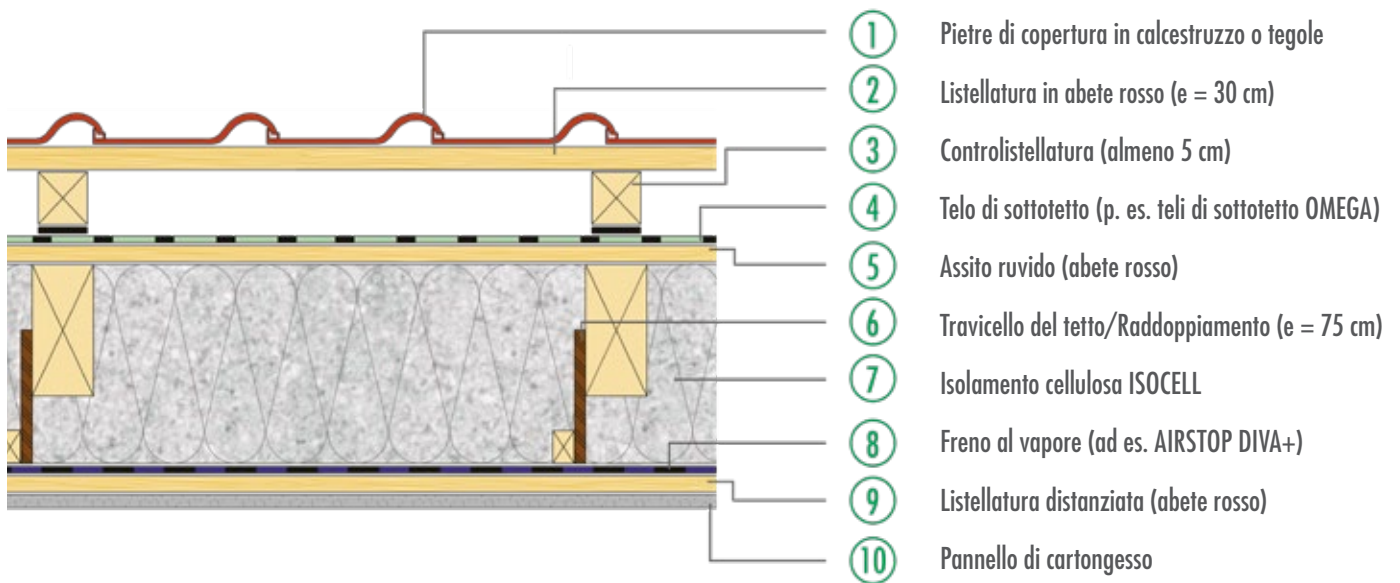 1 Pietre di copertura in calcestruzzo o tegole
2 Listellatura in abete rosso (e = 30 cm)
3 Controlistellatura (almeno 5 cm)
4 Telo di sottotetto (p. es. teli di sottotetto OMEGA)
5 Assito ruvido (abete rosso)
6 Travicello del tetto/Raddoppiamento (e = 75 cm)
7 Isolamento cellulosa ISOCELL
8 Freno al vapore (ad es. AIRSTOP DIVA+)
9 Listellatura distanziata (abete rosso)
10 Pannello di cartongesso